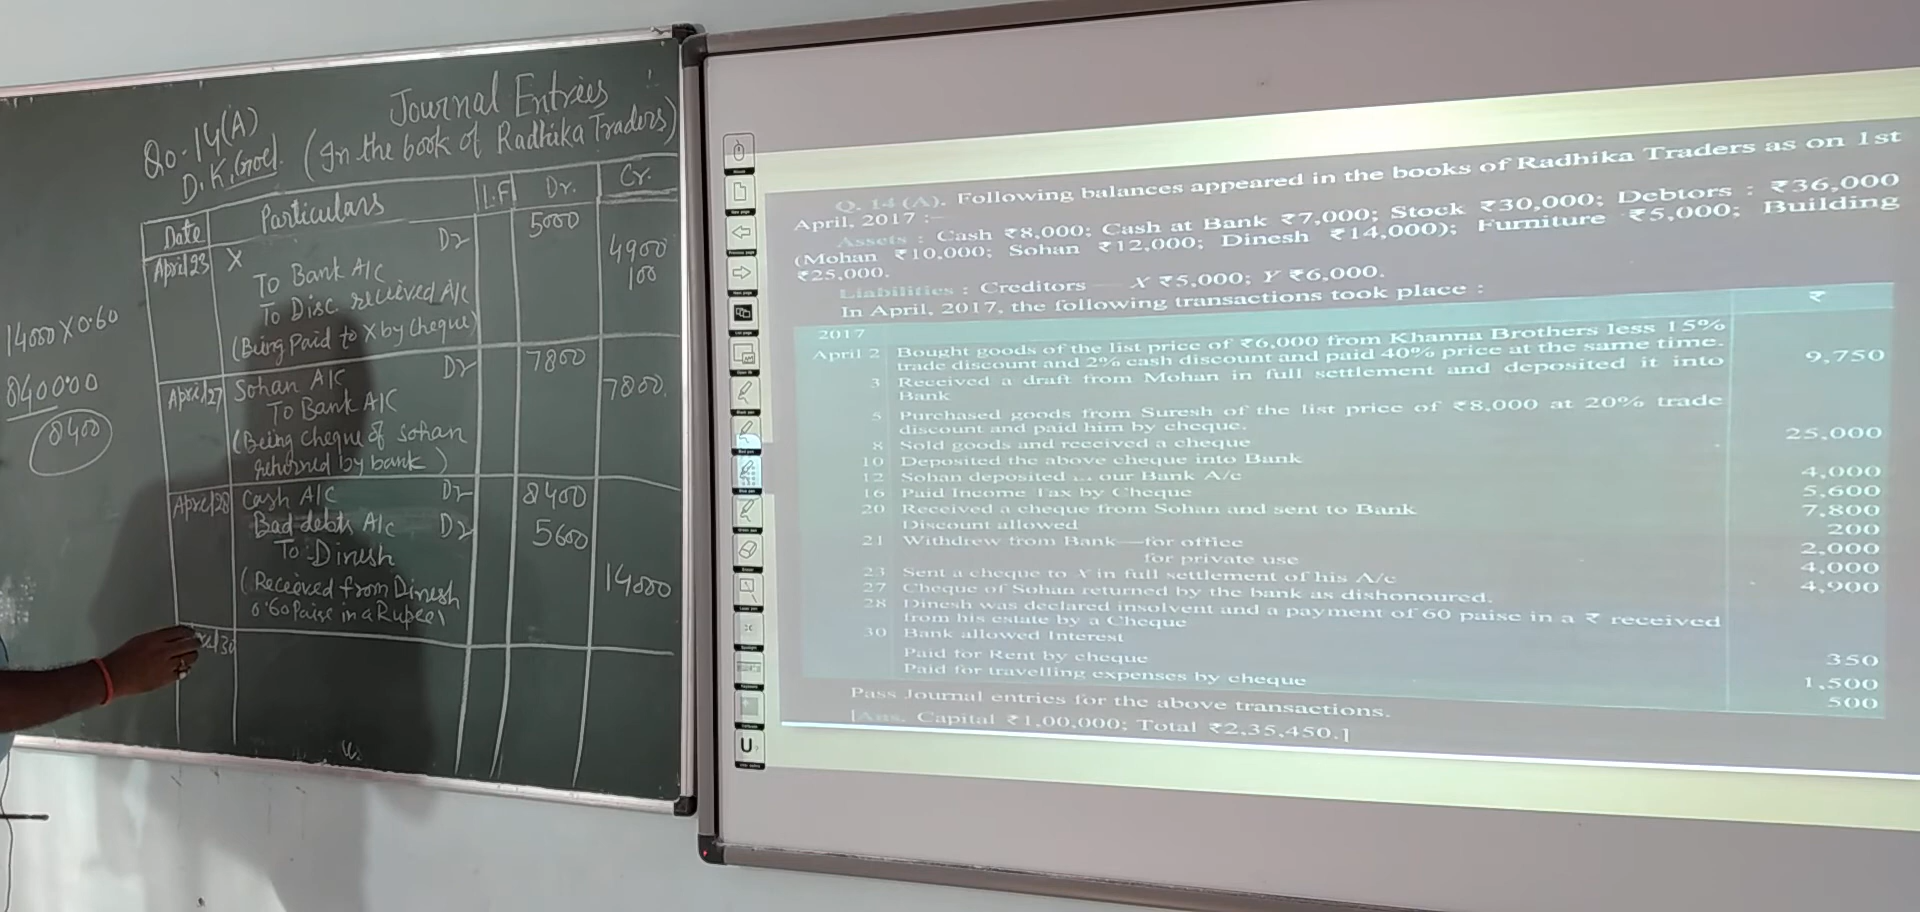 Journal Entries
Qo.14(A)
D.K.Goel. (In the book of Radhika Traders)
Date Particulars L.F Dr. Cr.
April23 X Dr 5000
To Bank A/C 4900
To Disc received A/c 100
(Being Paid to X by Cheque)
April27 Sohan A/C Dr 7800
To Bank A/C 7800.
(Being cheque of Sohan
returned by bank)
April28 Cash A/C Dr 8400
Bad debts A/c Dr 5600
To Dinesh 14000
(Received from Dinesh
0.60 Paise in a Rupee)
14000 X 0.60
8400.00
8400
Q. 14 (A). Following balances appeared in the books of Radhika Traders as on 1st
April, 2017 :–
Assets : Cash ₹8,000; Cash at Bank ₹7,000; Stock ₹30,000; Debtors : ₹36,000
(Mohan ₹10,000; Sohan ₹12,000; Dinesh ₹14,000); Furniture ₹5,000; Building
₹25,000.
Liabilities : Creditors — X ₹5,000; Y ₹6,000.
In April, 2017, the following transactions took place :
2017 ₹
April 2 Bought goods of the list price of ₹6,000 from Khanna Brothers less 15%
trade discount and 2% cash discount and paid 40% price at the same time.
3 Received a draft from Mohan in full settlement and deposited it into 9,750
Bank
5 Purchased goods from Suresh of the list price of ₹8,000 at 20% trade
discount and paid him by cheque.
8 Sold goods and received a cheque 25,000
10 Deposited the above cheque into Bank
12 Sohan deposited in our Bank A/c 4,000
16 Paid Income Tax by Cheque 5,600
20 Received a cheque from Sohan and sent to Bank 7,800
Discount allowed 200
21 Withdrew from Bank—for office 2,000
for private use 4,000
23 Sent a cheque to X in full settlement of his A/c 4,900
27 Cheque of Sohan returned by the bank as dishonoured.
28 Dinesh was declared insolvent and a payment of 60 paise in a ₹ received
from his estate by a Cheque
30 Bank allowed Interest 350
Paid for Rent by cheque 1,500
Paid for travelling expenses by cheque 500
Pass Journal entries for the above transactions.
[Ans. Capital ₹1,00,000; Total ₹2,35,450.]